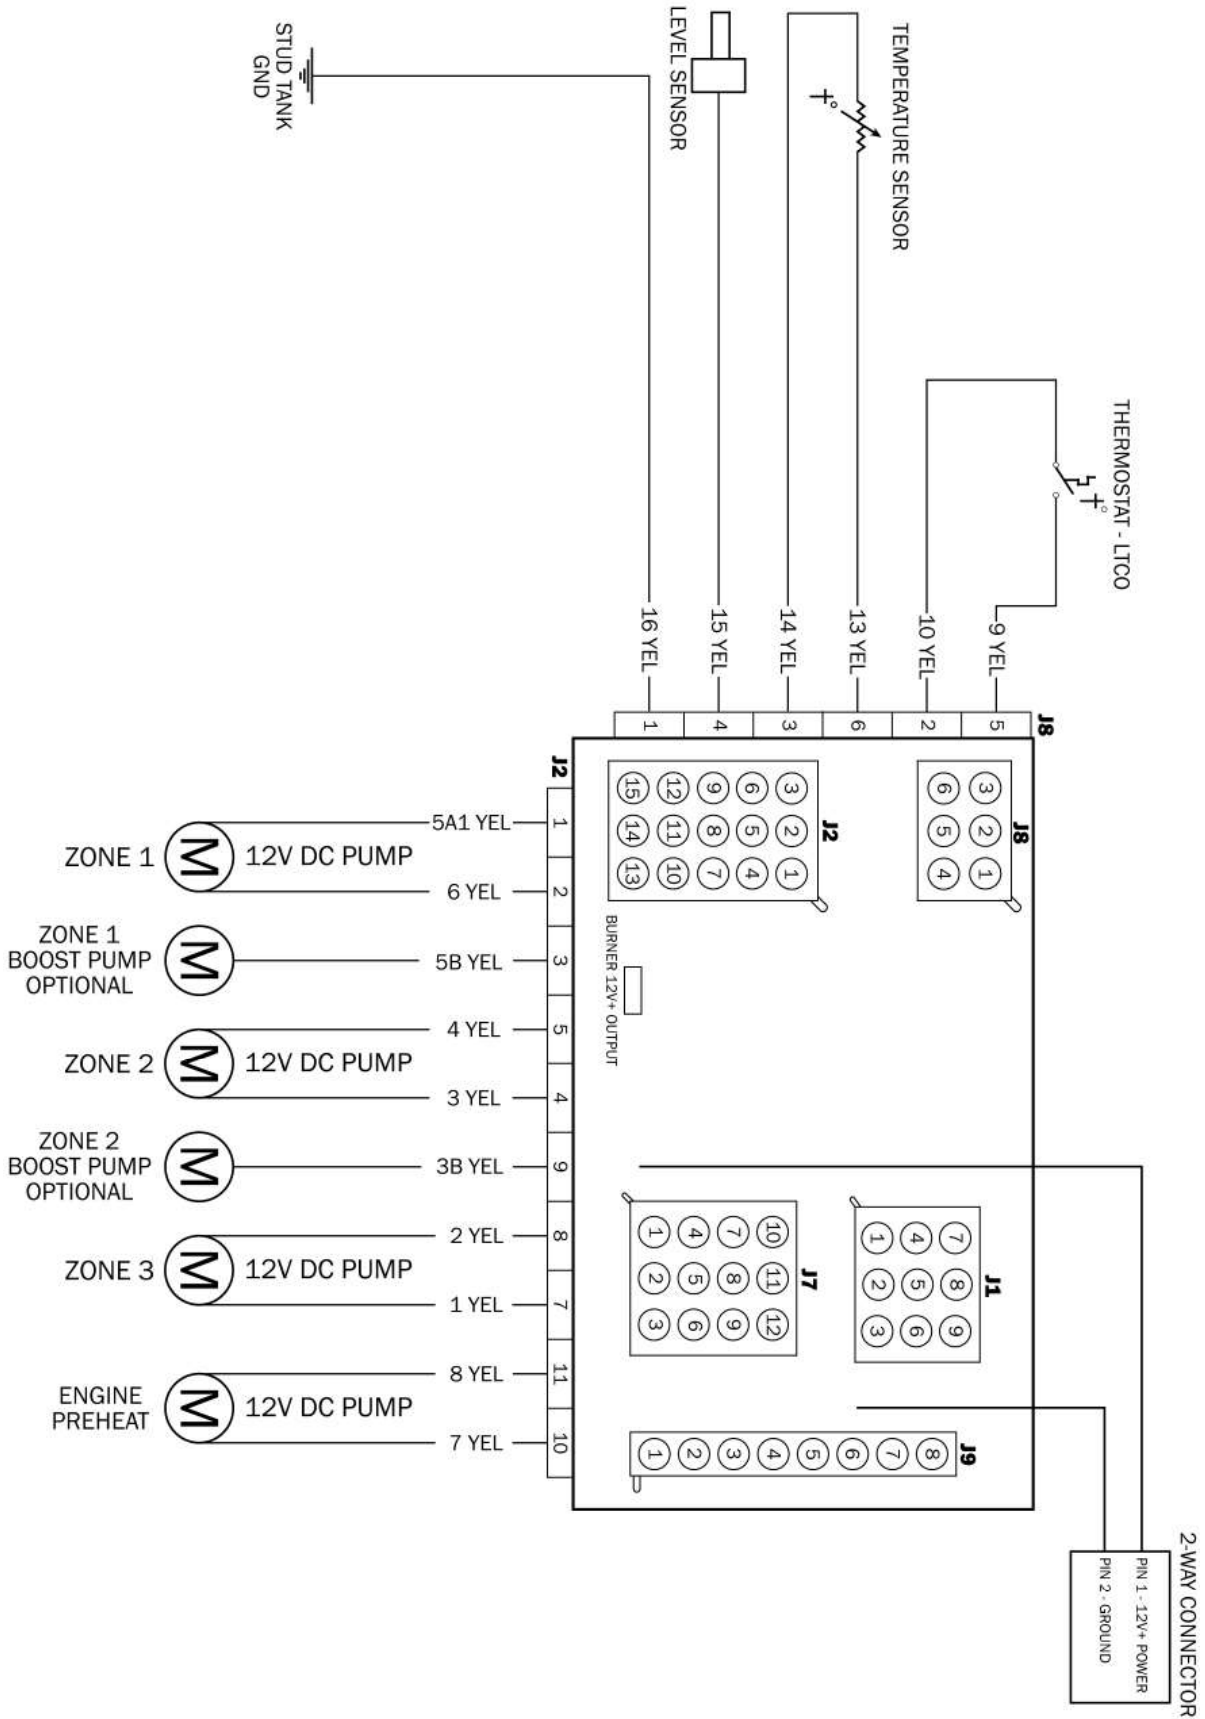 STUD TANK
GND
LEVEL SENSOR
TEMPERATURE SENSOR
t°
THERMOSTAT - LTCO
t°
16 YEL
15 YEL
14 YEL
13 YEL
10 YEL
9 YEL
J8
1
4
3
6
2
5
J8
3
2
1
6
5
4
J2
3
2
1
6
5
4
9
8
7
12
11
10
15
14
13
BURNER 12V+ OUTPUT
J1
7
8
9
4
5
6
1
2
3
J7
10
11
12
7
8
9
4
5
6
1
2
3
J9
1
2
3
4
5
6
7
8
2-WAY CONNECTOR
PIN 1 - 12V+ POWER
PIN 2 - GROUND
J2
ZONE 1
M
12V DC PUMP
5A1 YEL
1
6 YEL
2
ZONE 1
BOOST PUMP
OPTIONAL
M
5B YEL
3
ZONE 2
M
12V DC PUMP
4 YEL
5
3 YEL
4
ZONE 2
BOOST PUMP
OPTIONAL
M
3B YEL
9
ZONE 3
M
12V DC PUMP
2 YEL
8
1 YEL
7
ENGINE
PREHEAT
M
12V DC PUMP
8 YEL
11
7 YEL
10